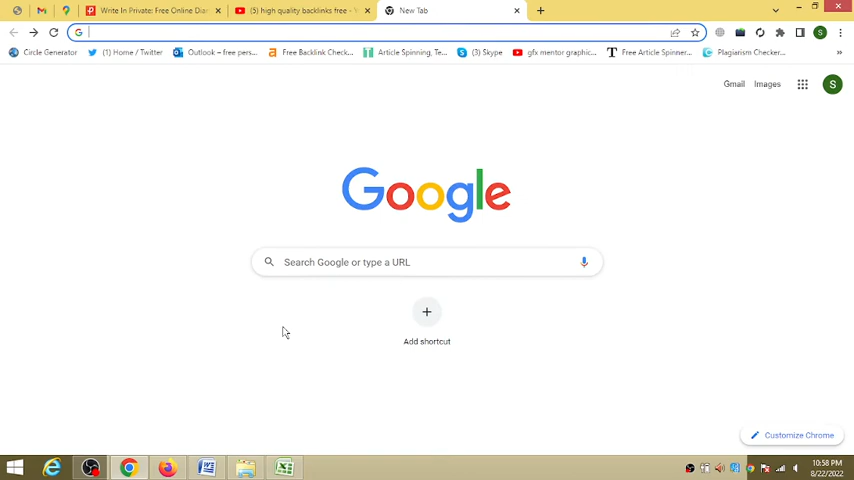 Write In Private: Free Online Dia
(5) high quality backlinks free -
New Tab
Circle Generator
(1) Home / Twitter
Outlook – free pers...
Free Backlink Check...
Article Spinning, Te...
(3) Skype
gfx mentor graphic...
Free Article Spinner...
Plagiarism Checker...
Gmail
Images
S
Google
Search Google or type a URL
Add shortcut
Customize Chrome
10:58 PM
8/22/2022